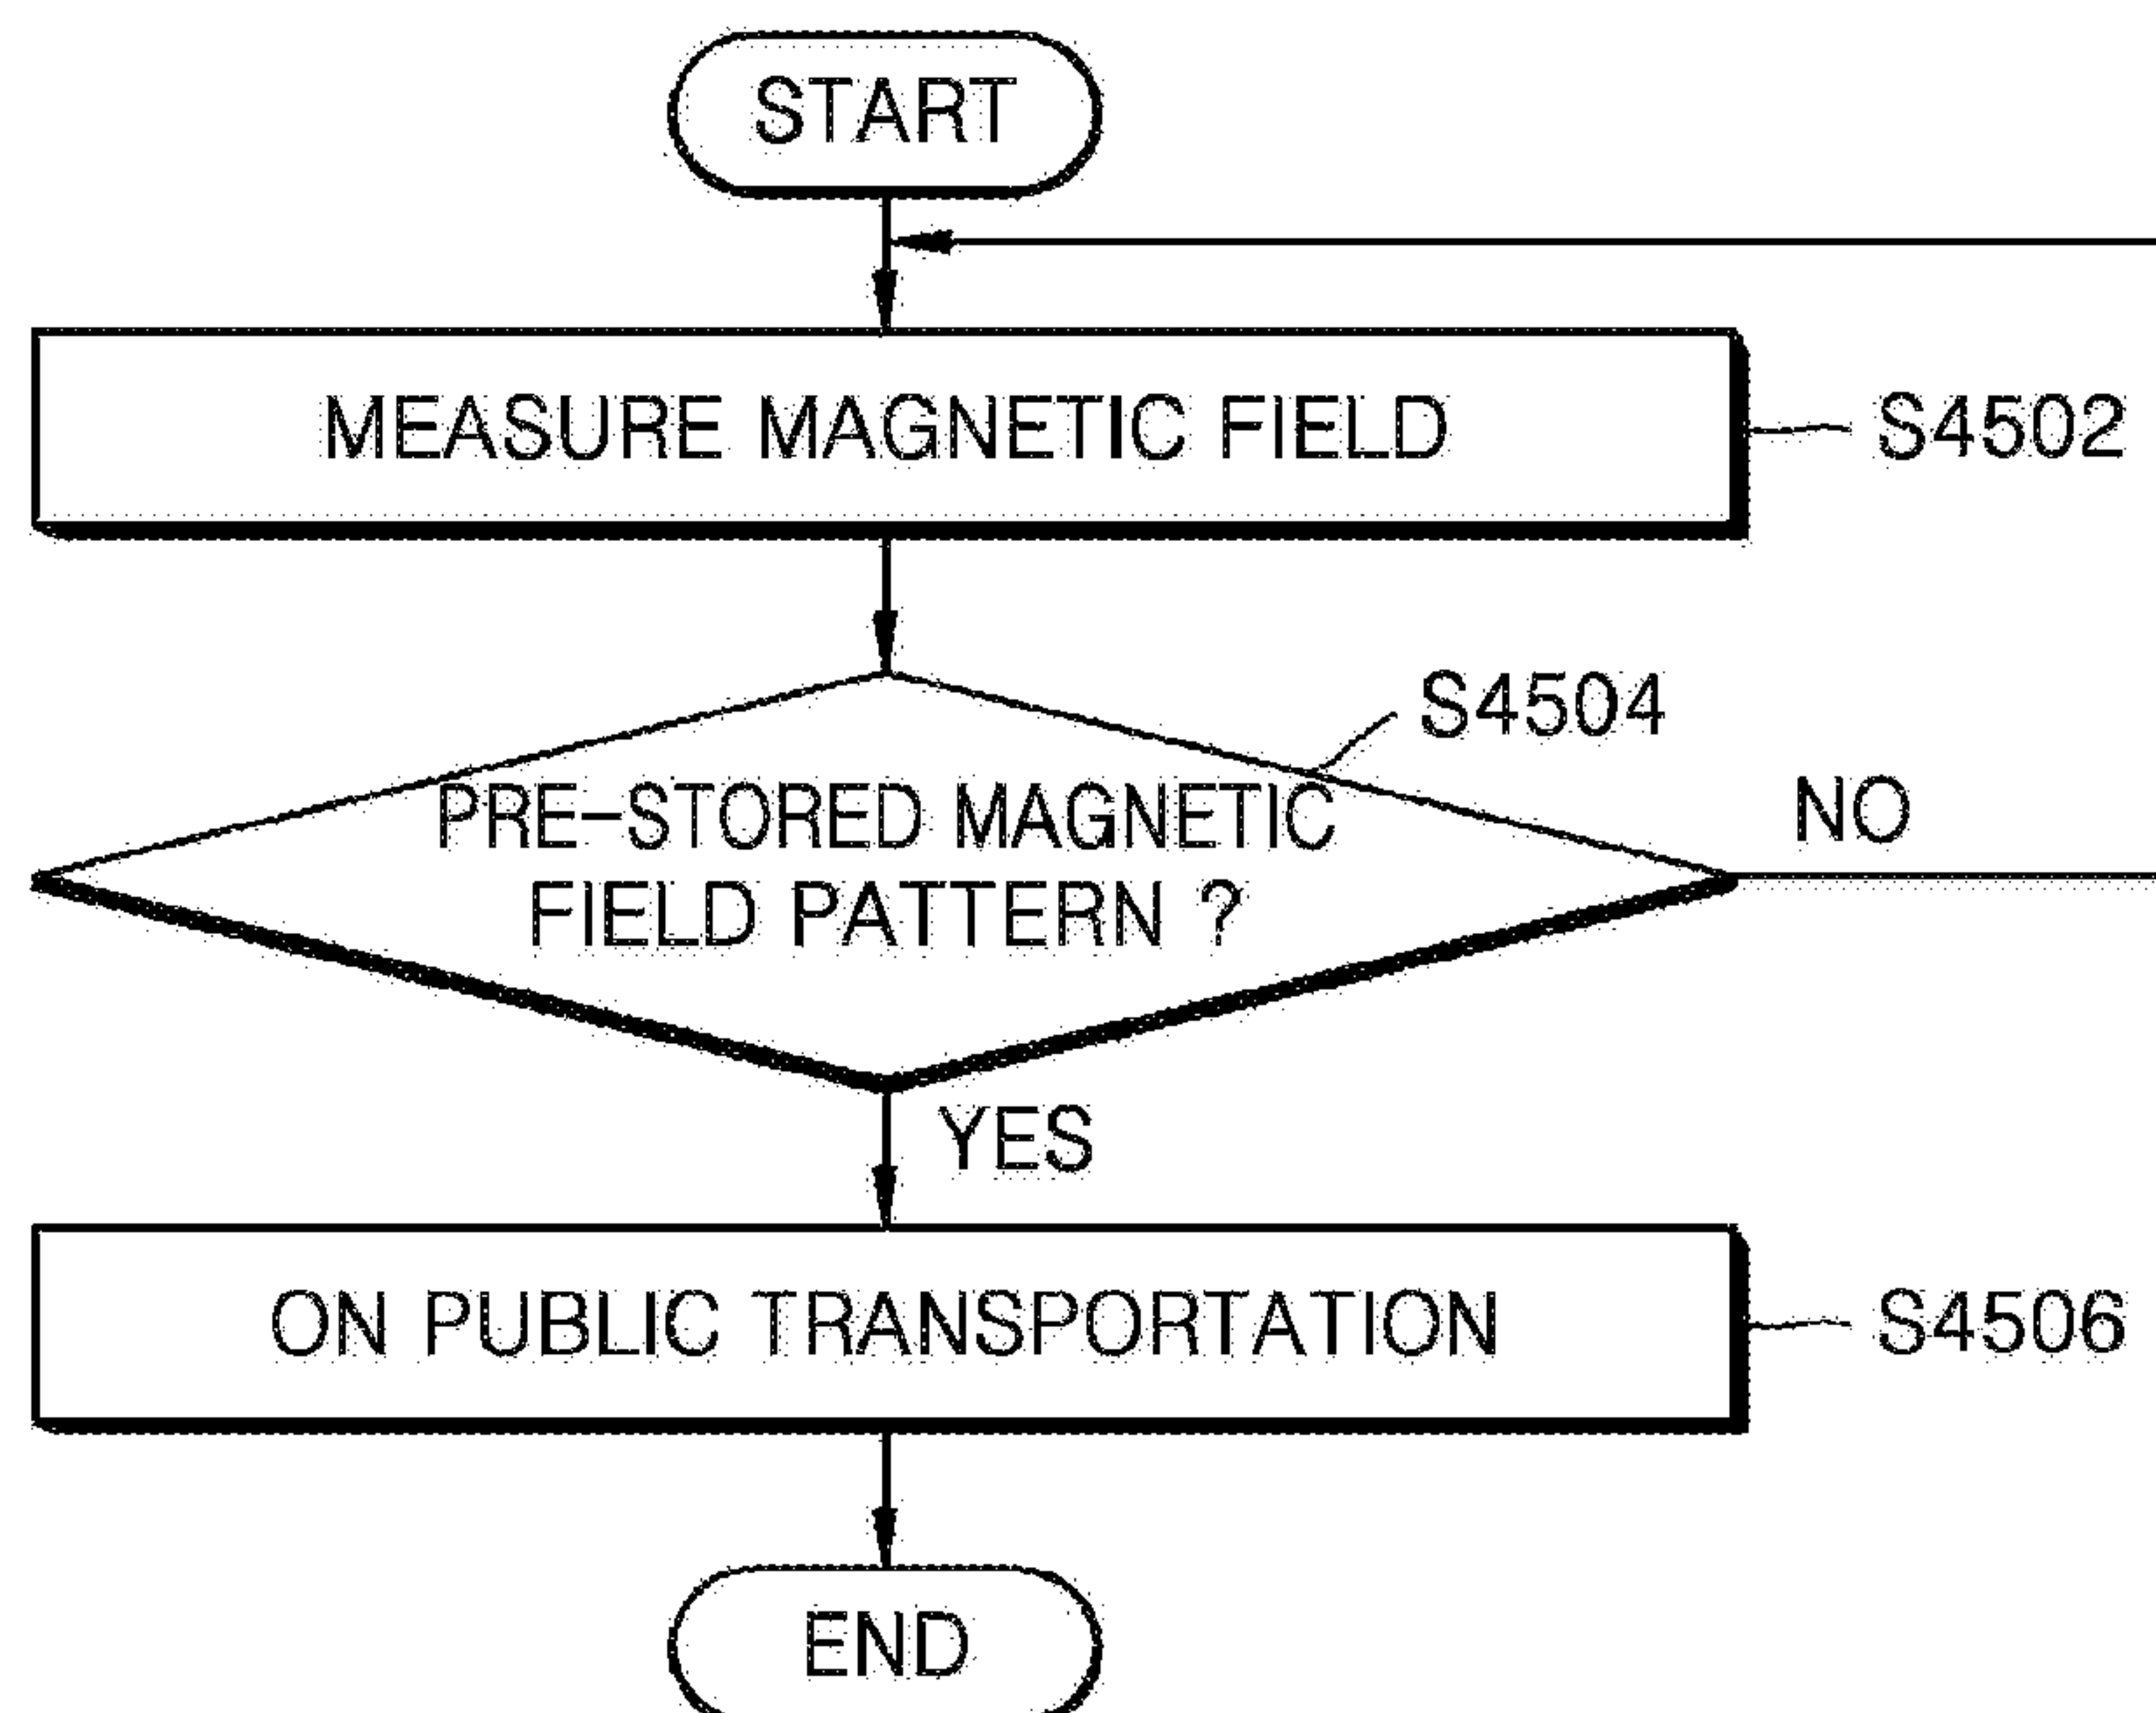 START
MEASURE MAGNETIC FIELD
S4502
S4504
PRE-STORED MAGNETIC
FIELD PATTERN ?
NO
YES
ON PUBLIC TRANSPORTATION
S4506
END